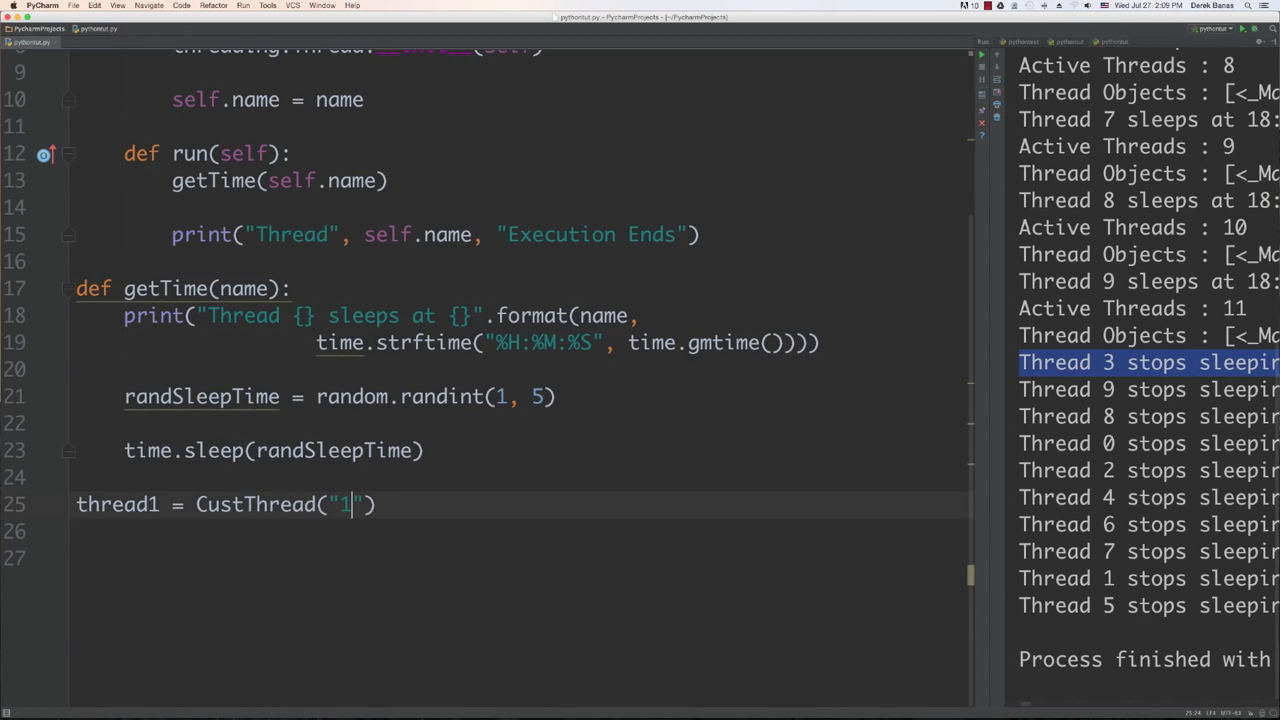 PyCharm File Edit View Navigate Code Refactor Run Tools VCS Window Help 10 Wed Jul 27 2:09 PM Derek Banas
pythontut.py - PycharmProjects - [~/PycharmProjects]
PycharmProjects pythontut.py pythontut
pythontut.py
Run: pythontest pythontut pythontut
threading.Thread.__init__(self)
9
10 self.name = name
11
12 def run(self):
13 getTime(self.name)
14
15 print("Thread", self.name, "Execution Ends")
16
17 def getTime(name):
18 print("Thread {} sleeps at {}".format(name,
19 time.strftime("%H:%M:%S", time.gmtime())))
20
21 randSleepTime = random.randint(1, 5)
22
23 time.sleep(randSleepTime)
24
25 thread1 = CustThread("1")
26
27
Active Threads : 8
Thread Objects : [<_Ma
Thread 7 sleeps at 18:
Active Threads : 9
Thread Objects : [<_Ma
Thread 8 sleeps at 18:
Active Threads : 10
Thread Objects : [<_Ma
Thread 9 sleeps at 18:
Active Threads : 11
Thread Objects : [<_Ma
Thread 3 stops sleepin
Thread 9 stops sleepin
Thread 8 stops sleepin
Thread 0 stops sleepin
Thread 2 stops sleepin
Thread 4 stops sleepin
Thread 6 stops sleepin
Thread 7 stops sleepin
Thread 1 stops sleepin
Thread 5 stops sleepin
Process finished with
25:24 LF÷ UTF-8÷